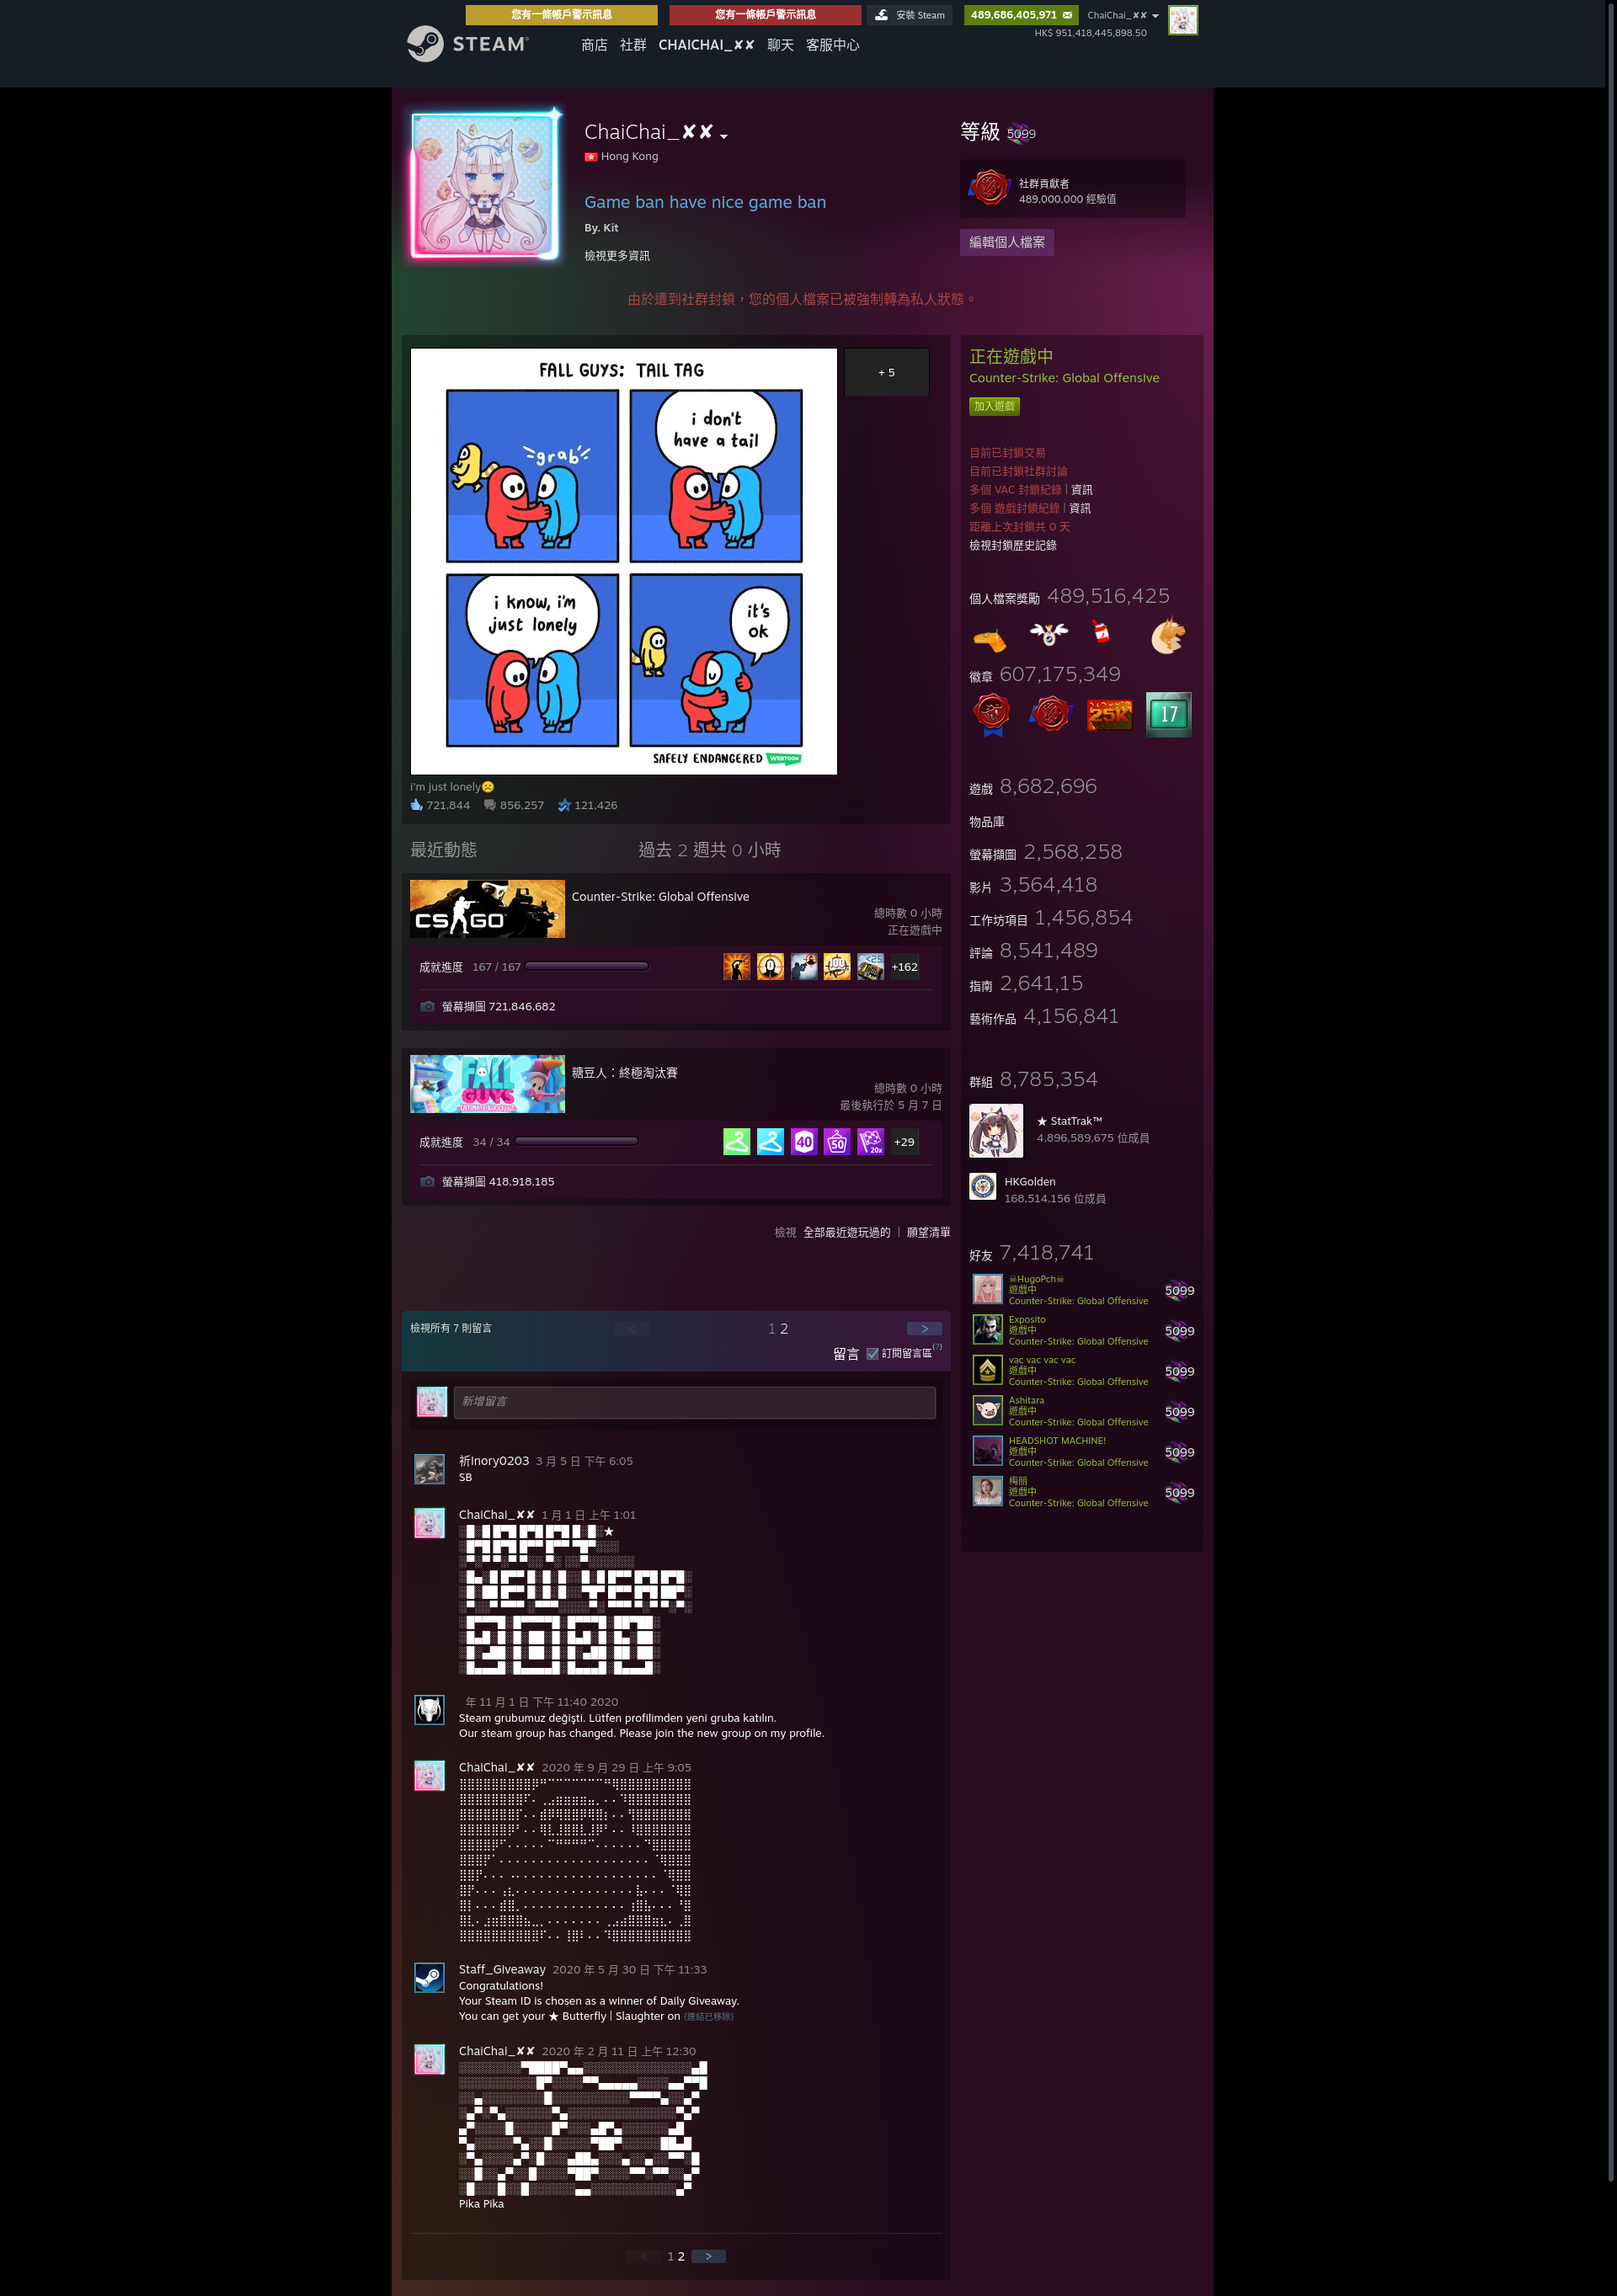 您有一條帳戶警示訊息
您有一條帳戶警示訊息
安裝 Steam
489,686,405,971
ChaiChai_✘✘
HK$ 951,418,445,898.50
STEAM®
商店 社群 CHAICHAI_✘✘ 聊天 客服中心
ChaiChai_✘✘
Hong Kong
Game ban have nice game ban
By. Kit
檢視更多資訊
等級 5099
社群貢獻者
489,000,000 經驗值
編輯個人檔案
由於遭到社群封鎖，您的個人檔案已被強制轉為私人狀態。
FALL GUYS: TAIL TAG
grab
i don't
have a tail
i know, i'm
just lonely
it's
ok
SAFELY ENDANGERED WEBTOON
+ 5
i'm just lonely☹
721,844 856,257 121,426
最近動態
過去 2 週共 0 小時
CS GO
Counter-Strike: Global Offensive
總時數 0 小時
正在遊戲中
成就進度 167 / 167
100
<25
+162
螢幕擷圖 721,846,682
FALL GUYS
糖豆人：終極淘汰賽
總時數 0 小時
最後執行於 5 月 7 日
成就進度 34 / 34
40
50
20x
+29
螢幕擷圖 418,918,185
檢視 全部最近遊玩過的 | 願望清單
檢視所有 7 則留言
< 1 2 >
留言 訂閱留言區 (?)
新增留言
祈Inory0203 3 月 5 日 下午 6:05
SB
ChaiChai_✘✘ 1 月 1 日 上午 1:01
年 11 月 1 日 下午 11:40 2020
Steam grubumuz değişti. Lütfen profilimden yeni gruba katılın.
Our steam group has changed. Please join the new group on my profile.
ChaiChai_✘✘ 2020 年 9 月 29 日 上午 9:05
Staff_Giveaway 2020 年 5 月 30 日 下午 11:33
Congratulations!
Your Steam ID is chosen as a winner of Daily Giveaway.
You can get your ★ Butterfly | Slaughter on (連結已移除)
ChaiChai_✘✘ 2020 年 2 月 11 日 上午 12:30
Pika Pika
< 1 2 >
正在遊戲中
Counter-Strike: Global Offensive
加入遊戲
目前已封鎖交易
目前已封鎖社群討論
多個 VAC 封鎖紀錄 | 資訊
多個 遊戲封鎖紀錄 | 資訊
距離上次封鎖共 0 天
檢視封鎖歷史記錄
個人檔案獎勵 489,516,425
徽章 607,175,349
25K
17
遊戲 8,682,696
物品庫
螢幕擷圖 2,568,258
影片 3,564,418
工作坊項目 1,456,854
評論 8,541,489
指南 2,641,15
藝術作品 4,156,841
群組 8,785,354
★ StatTrak™
4,896,589,675 位成員
HKGolden
168,514,156 位成員
好友 7,418,741
☠HugoPch☠
遊戲中
Counter-Strike: Global Offensive
5099
Exposito
遊戲中
Counter-Strike: Global Offensive
5099
vac vac vac vac
遊戲中
Counter-Strike: Global Offensive
5099
Ashitara
遊戲中
Counter-Strike: Global Offensive
5099
HEADSHOT MACHINE!
遊戲中
Counter-Strike: Global Offensive
5099
梅丽
遊戲中
Counter-Strike: Global Offensive
5099